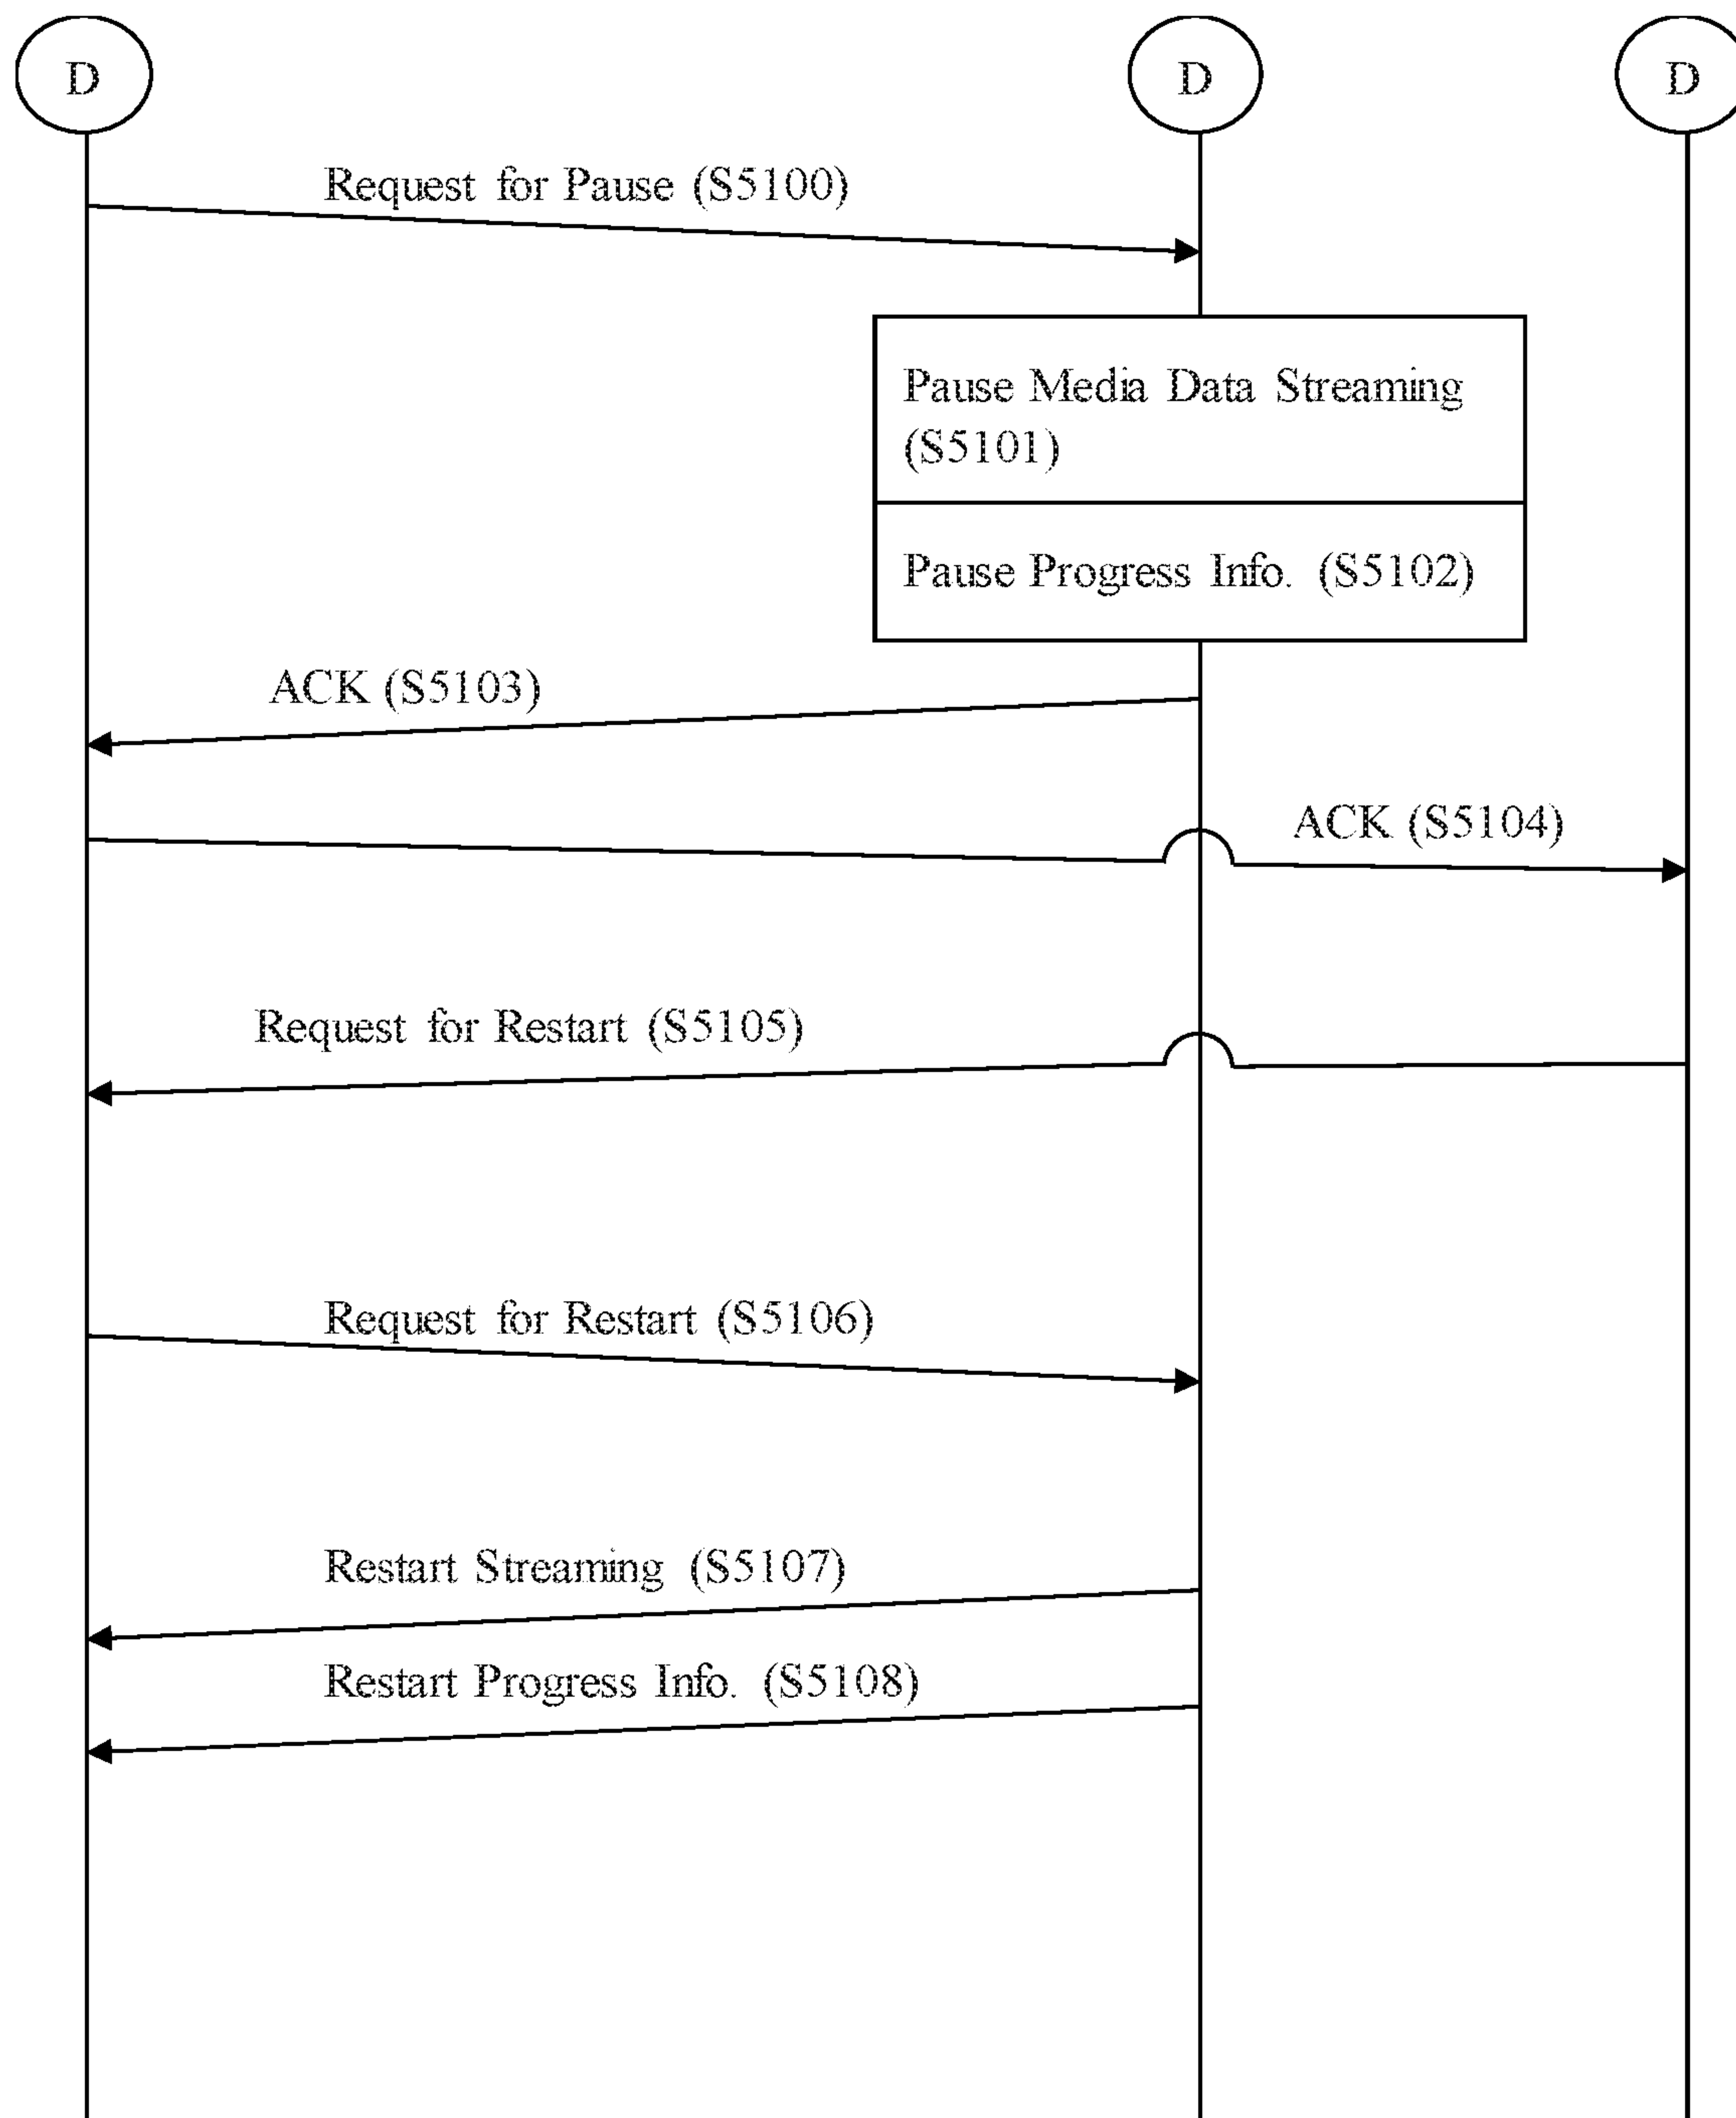 D D D
Request for Pause (S5100)
Pause Media Data Streaming
(S5101)
Pause Progress Info. (S5102)
ACK (S5103)
ACK (S5104)
Request for Restart (S5105)
Request for Restart (S5106)
Restart Streaming (S5107)
Restart Progress Info. (S5108)